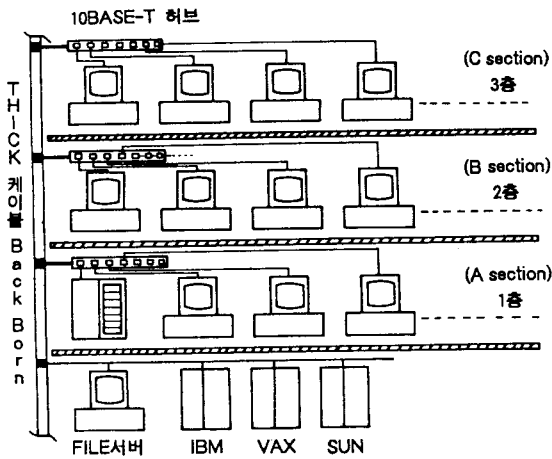 10BASE-T 허브
(C section)
3층
(B section)
2층
(A section)
1층
THICK 케이블 Back Born
FILE서버 IBM VAX SUN